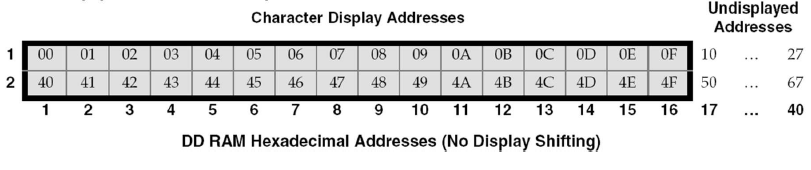 Character Display Addresses
Undisplayed
Addresses
1 00 01 02 03 04 05 06 07 08 09 0A 0B 0C 0D 0E 0F 10 ... 27
2 40 41 42 43 44 45 46 47 48 49 4A 4B 4C 4D 4E 4F 50 ... 67
1 2 3 4 5 6 7 8 9 10 11 12 13 14 15 16 17 ... 40
DD RAM Hexadecimal Addresses (No Display Shifting)